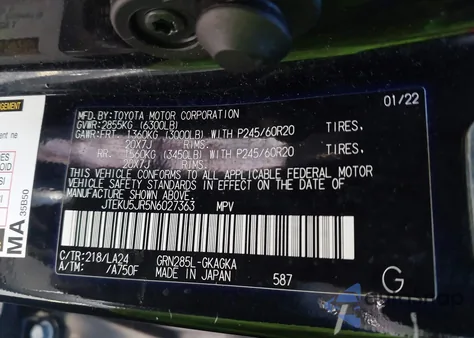 MFD.BY:TOYOTA MOTOR CORPORATION 01/22
GVWR:2855KG (6300LB)
GAWR:FRT. 1360KG (3000LB) WITH P245/60R20 TIRES,
20X7J RIMS.
RR. 1560KG (3450LB) WITH P245/60R20 TIRES,
20X7J RIMS.
THIS VEHICLE CONFORMS TO ALL APPLICABLE FEDERAL MOTOR
VEHICLE SAFETY STANDARDS IN EFFECT ON THE DATE OF
MANUFACTURE SHOWN ABOVE.
JTEKU5JR5N6027363 MPV
C/TR:218/LA24 GRN285L-GKAGKA
A/TM: /A750F MADE IN JAPAN 587
G
MA
35B50